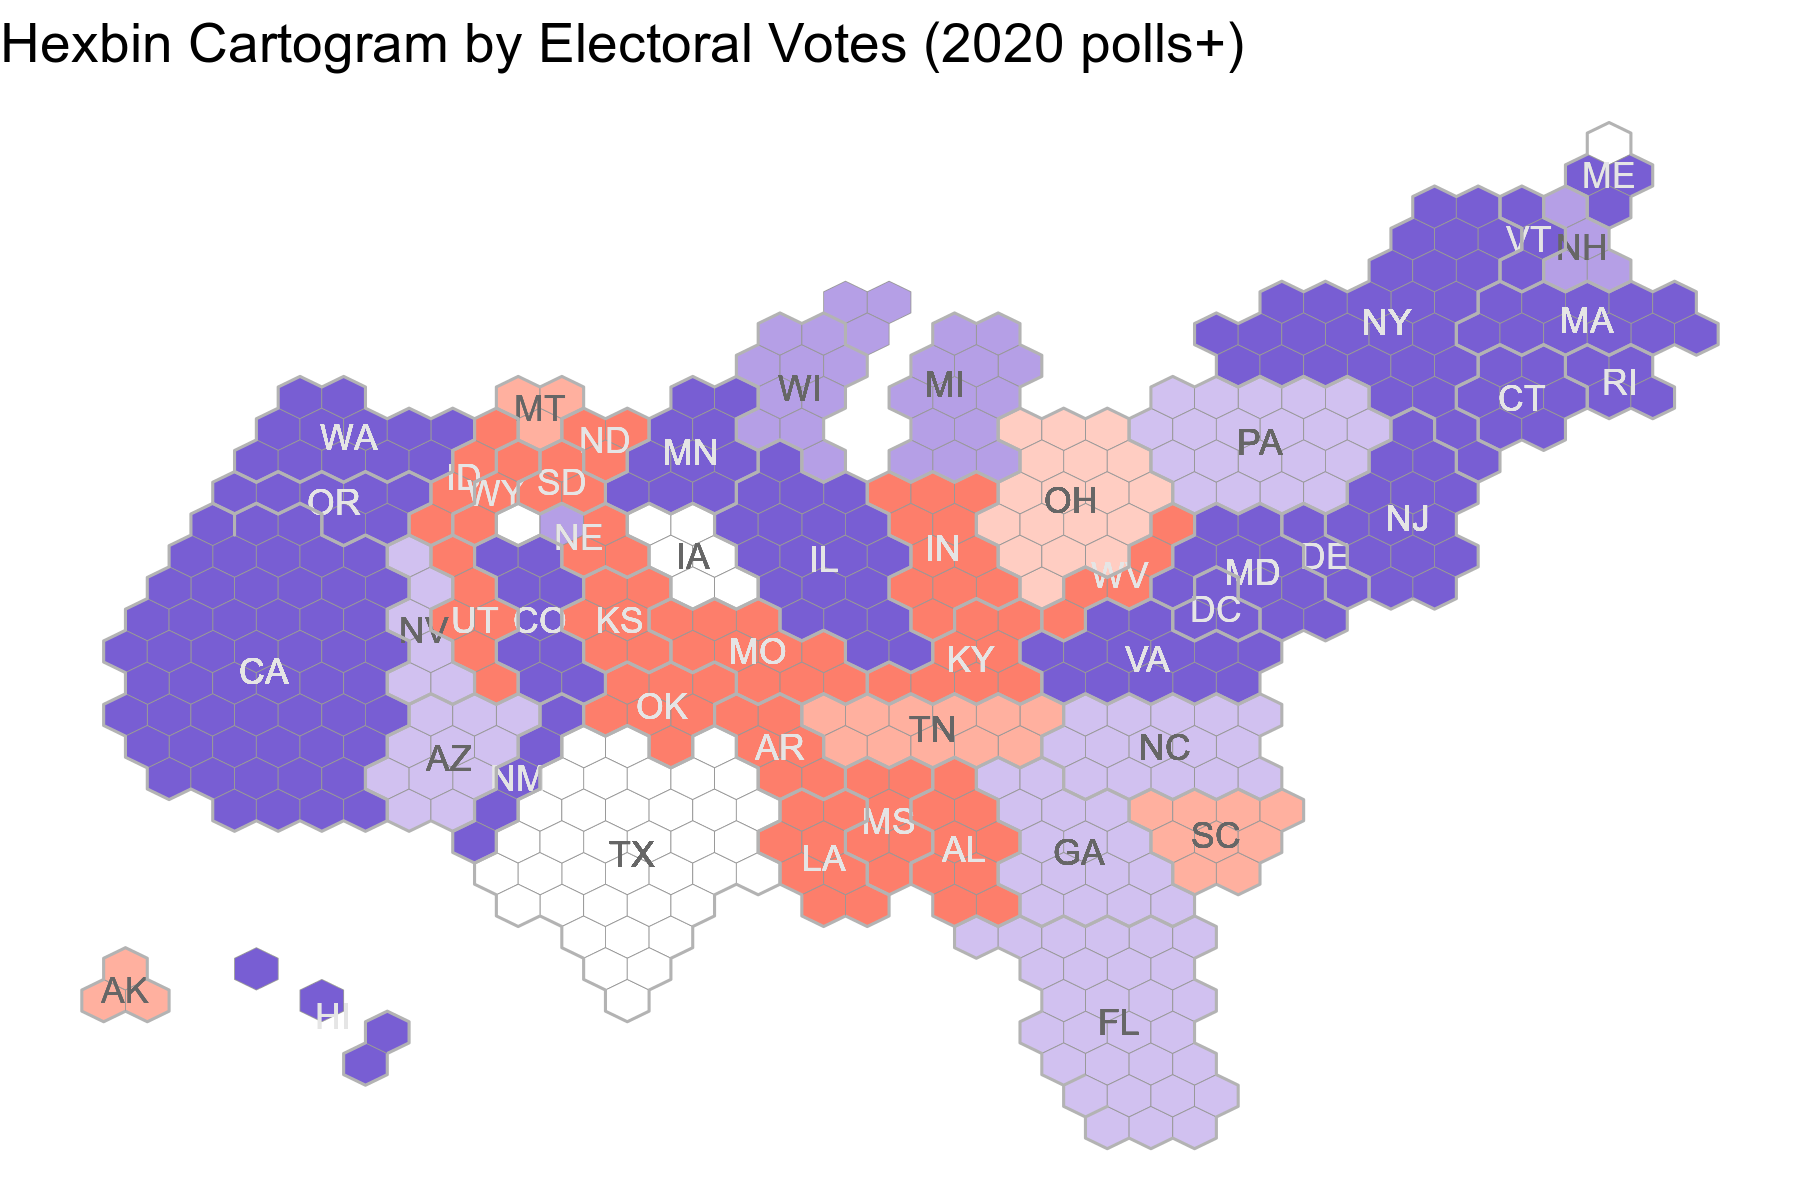 Hexbin Cartogram by Electoral Votes (2020 polls+)
ME
VT
NH
NY
MA
RI
CT
WI
MI
MT
WA
ND
MN
PA
ID
WY
SD
OR
OH
NJ
NE
IA
IL
IN
WV
MD
DE
DC
NV
UT
CO
KS
MO
KY
VA
CA
OK
TN
NC
AZ
AR
NM
MS
TX
LA
AL
GA
SC
AK
HI
FL